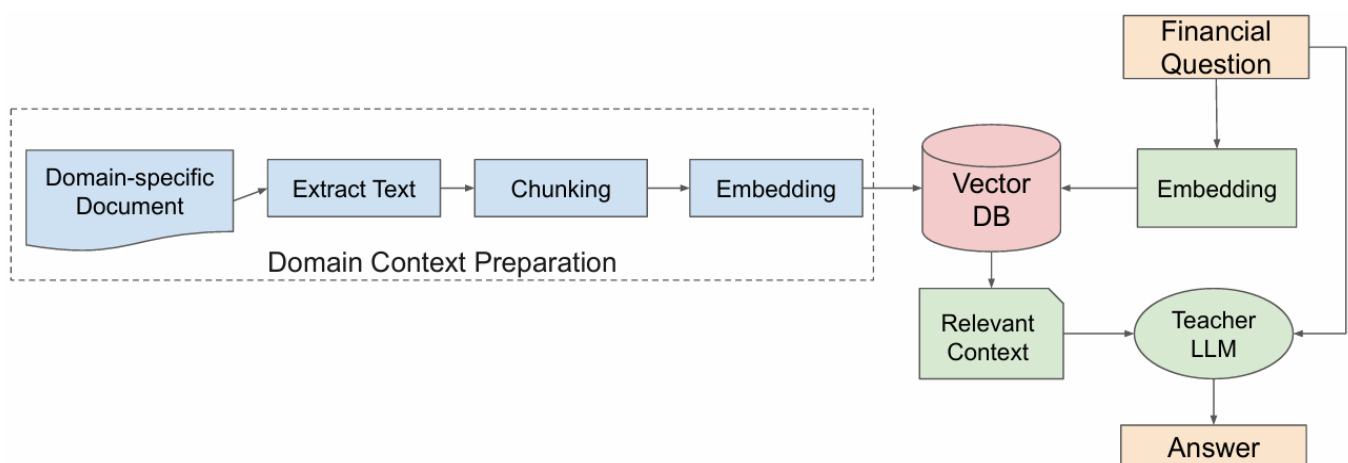 Financial
Question
Domain-specific
Document
Extract Text
Chunking
Embedding
Vector
DB
Embedding
Domain Context Preparation
Relevant
Context
Teacher
LLM
Answer